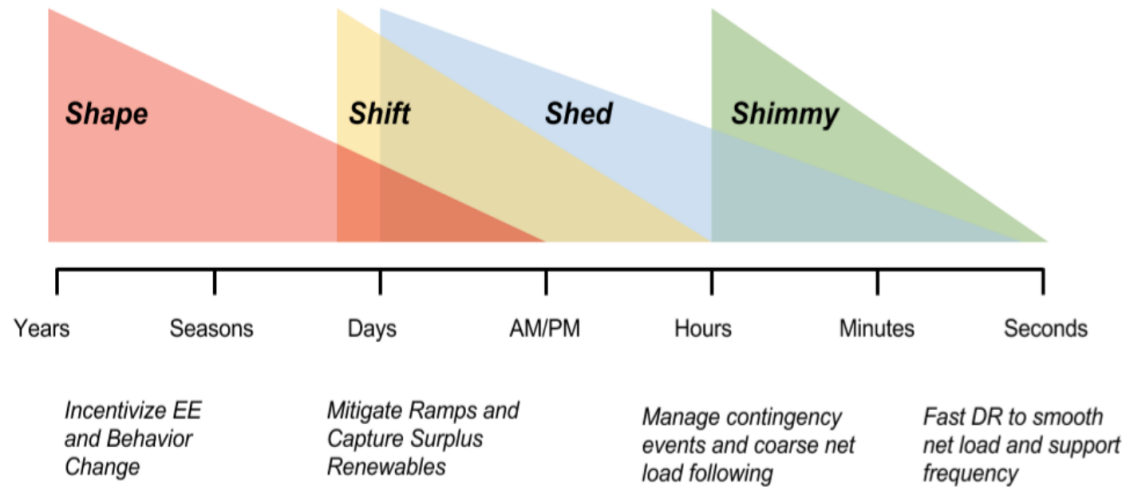 Shape
Shift
Shed
Shimmy
Years
Seasons
Days
AM/PM
Hours
Minutes
Seconds
Incentivize EE
and Behavior
Change
Mitigate Ramps and
Capture Surplus
Renewables
Manage contingency
events and coarse net
load following
Fast DR to smooth
net load and support
frequency